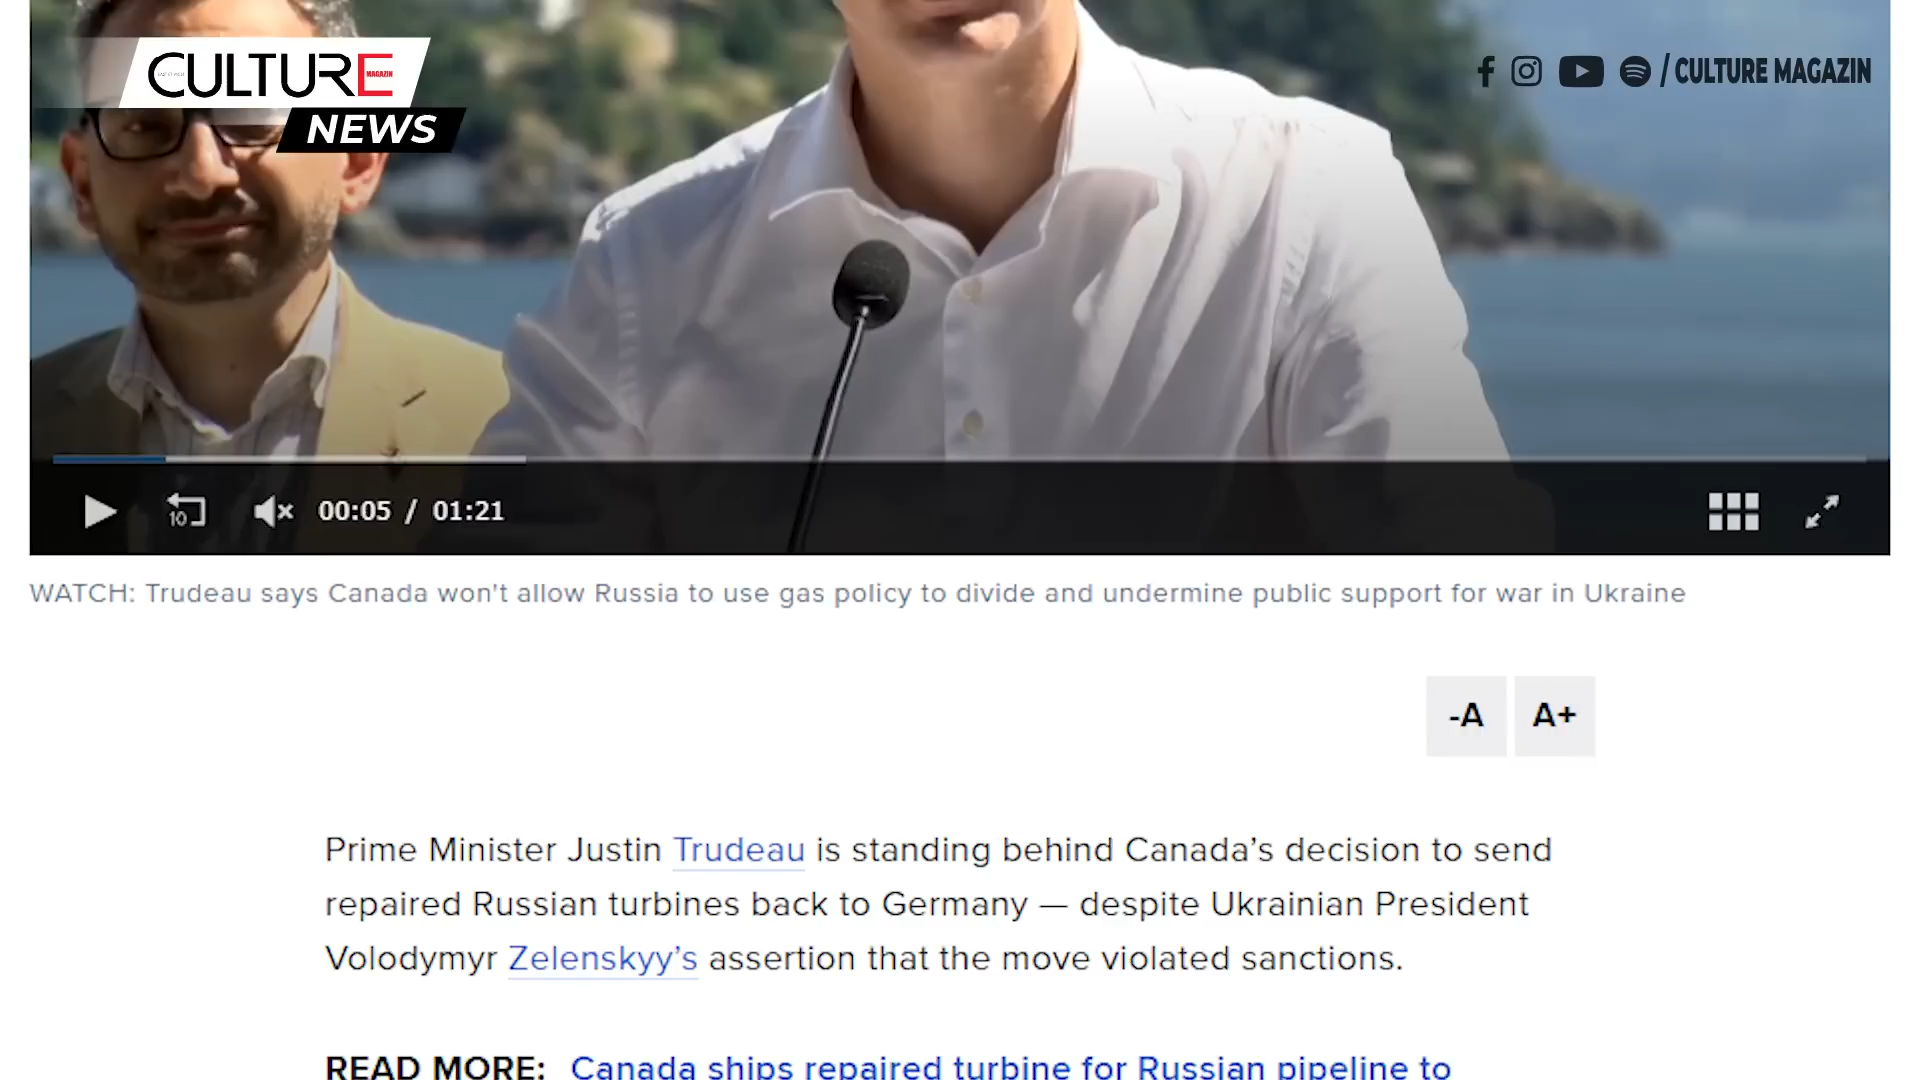 CULTURE
MAGAZIN
NEWS
/ CULTURE MAGAZIN
10
00:05 / 01:21
WATCH: Trudeau says Canada won't allow Russia to use gas policy to divide and undermine public support for war in Ukraine
-A A+
Prime Minister Justin Trudeau is standing behind Canada’s decision to send
repaired Russian turbines back to Germany — despite Ukrainian President
Volodymyr Zelenskyy’s assertion that the move violated sanctions.
READ MORE: Canada ships repaired turbine for Russian pipeline to